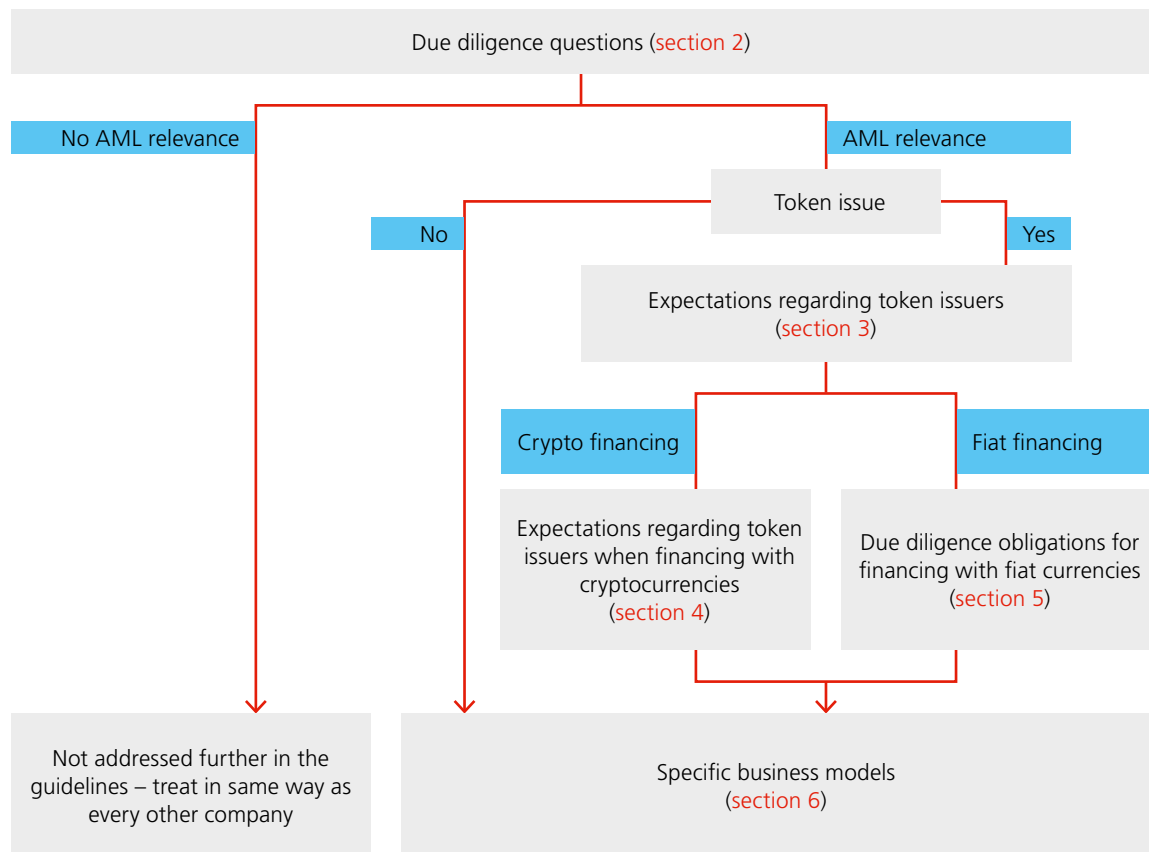 Due diligence questions (section 2)
No AML relevance
AML relevance
Token issue
No
Yes
Expectations regarding token issuers
(section 3)
Crypto financing
Fiat financing
Expectations regarding token
issuers when financing with
cryptocurrencies
(section 4)
Due diligence obligations for
financing with fiat currencies
(section 5)
Not addressed further in the
guidelines – treat in same way as
every other company
Specific business models
(section 6)